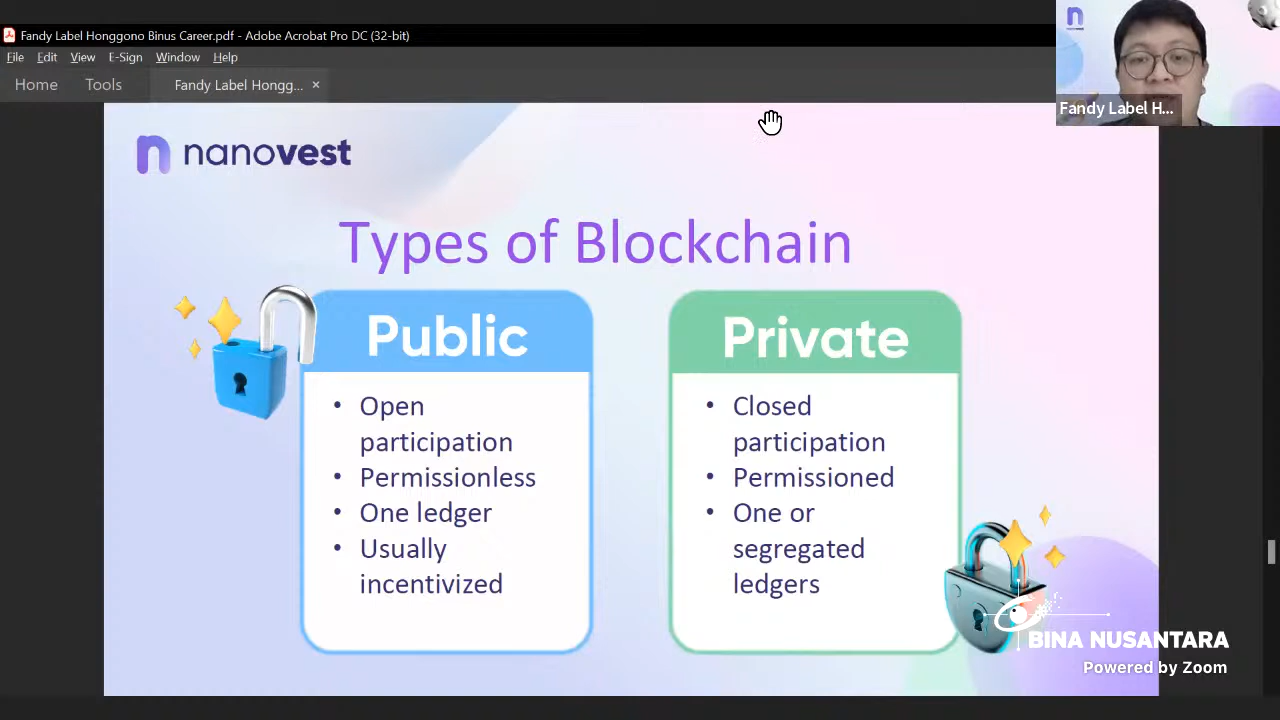 Fandy Label Honggono Binus Career.pdf - Adobe Acrobat Pro DC (32-bit)
File Edit View E-Sign Window Help
Home Tools Fandy Label Hongg... ×
Fandy Label H...
nanovest
Types of Blockchain
Public
• Open
participation
• Permissionless
• One ledger
• Usually
incentivized
Private
• Closed
participation
• Permissioned
• One or
segregated
ledgers
BINA NUSANTARA
Powered by Zoom